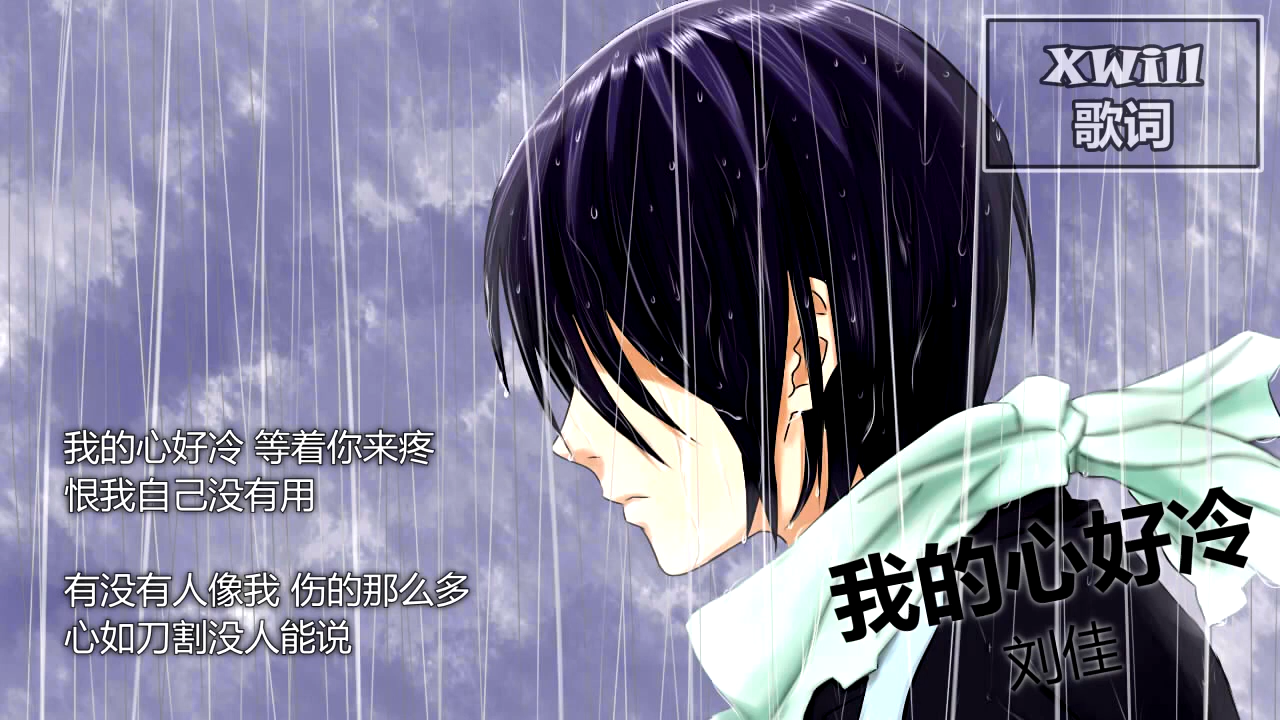 XWill
歌词
我的心好冷 等着你来疼
恨我自己没有用
有没有人像我 伤的那么多
心如刀割没人能说
我的心好冷
刘佳